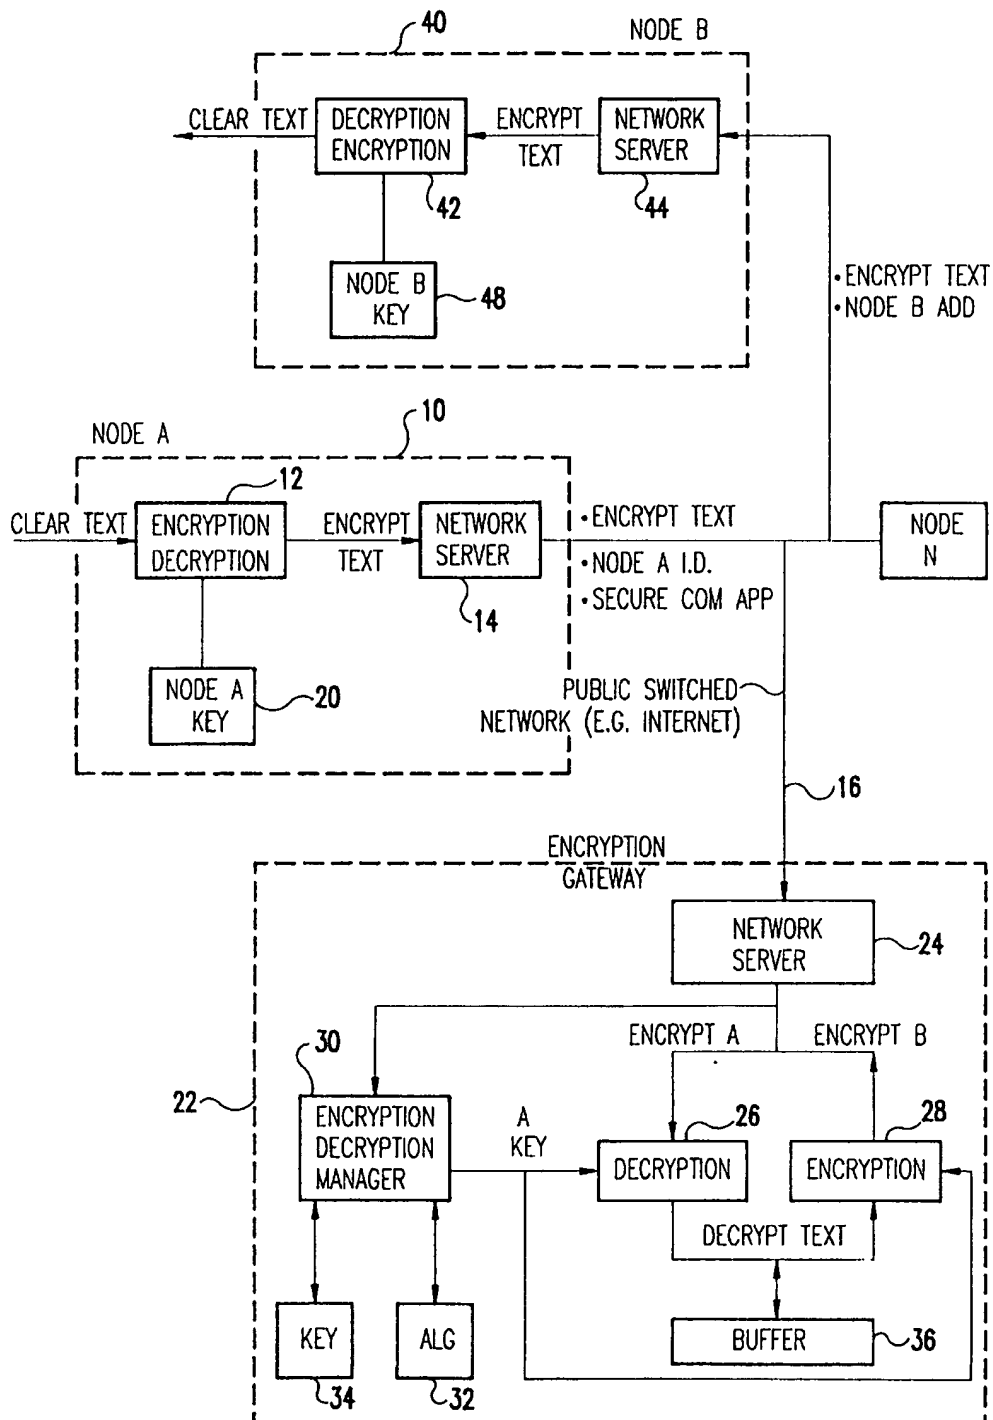 40
NODE B
CLEAR TEXT
DECRYPTION
ENCRYPTION
ENCRYPT
TEXT
NETWORK
SERVER
42
44
NODE B
KEY
48
• ENCRYPT TEXT
• NODE B ADD
NODE A
10
12
CLEAR TEXT
ENCRYPTION
DECRYPTION
ENCRYPT
TEXT
NETWORK
SERVER
14
• ENCRYPT TEXT
• NODE A I.D.
• SECURE COM APP
NODE
N
NODE A
KEY
20
PUBLIC SWITCHED
NETWORK (E.G. INTERNET)
16
ENCRYPTION
GATEWAY
NETWORK
SERVER
24
ENCRYPT A
ENCRYPT B
30
22
ENCRYPTION
DECRYPTION
MANAGER
A
KEY
26
DECRYPTION
28
ENCRYPTION
DECRYPT TEXT
KEY
34
ALG
32
BUFFER
36